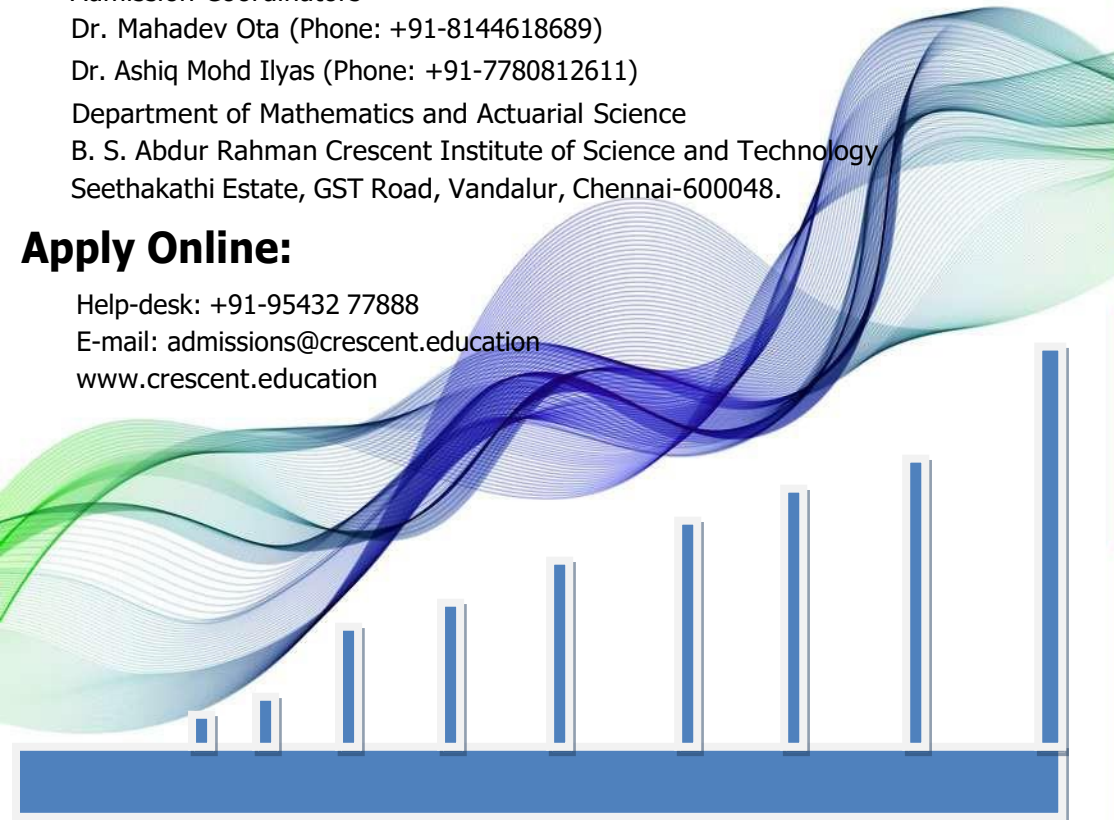 Admission Coordinators
Dr. Mahadev Ota (Phone: +91-8144618689)
Dr. Ashiq Mohd Ilyas (Phone: +91-7780812611)
Department of Mathematics and Actuarial Science
B. S. Abdur Rahman Crescent Institute of Science and Technology
Seethakathi Estate, GST Road, Vandalur, Chennai-600048.
Apply Online:
Help-desk: +91-95432 77888
E-mail: admissions@crescent.education
www.crescent.education